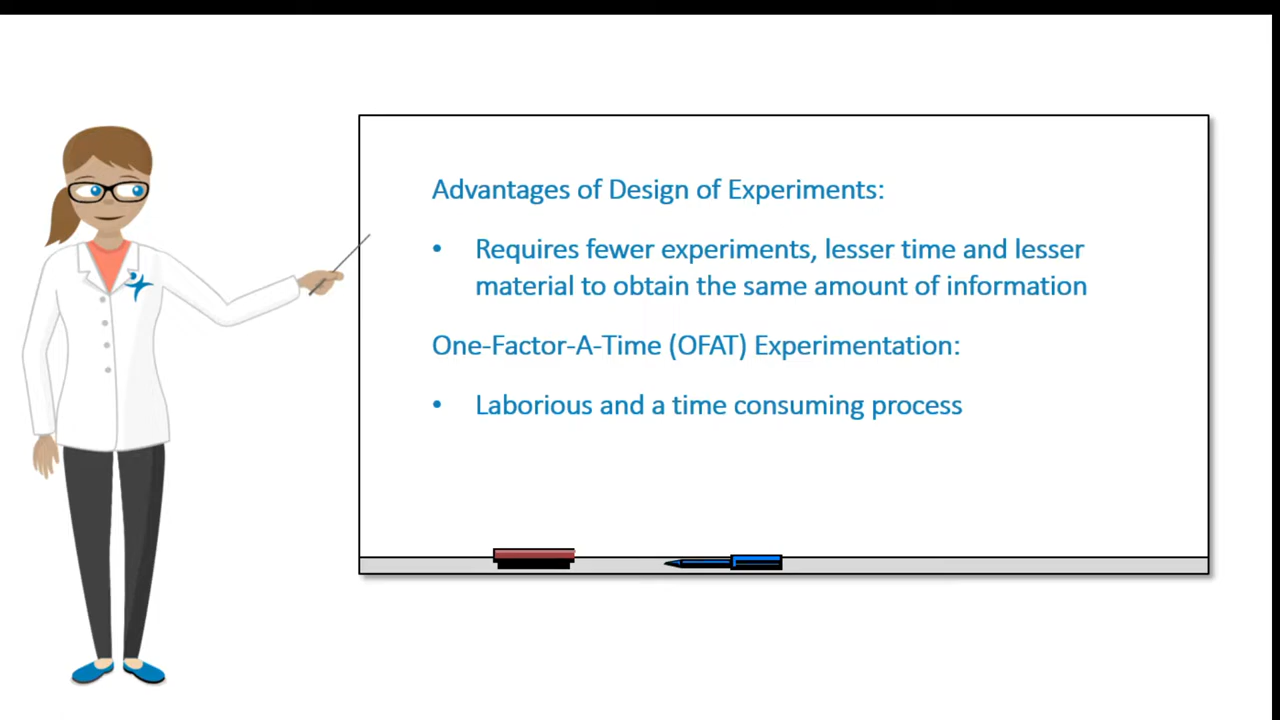 Advantages of Design of Experiments:
• Requires fewer experiments, lesser time and lesser
material to obtain the same amount of information
One-Factor-A-Time (OFAT) Experimentation:
• Laborious and a time consuming process